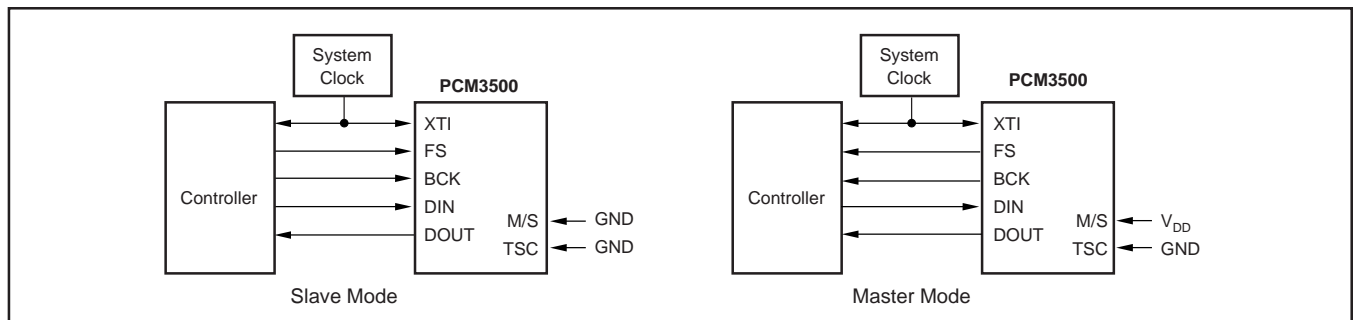 System
Clock
PCM3500
Controller
XTI
FS
BCK
DIN
DOUT
M/S
TSC
GND
GND
Slave Mode
System
Clock
PCM3500
Controller
XTI
FS
BCK
DIN
DOUT
M/S
TSC
VDD
GND
Master Mode